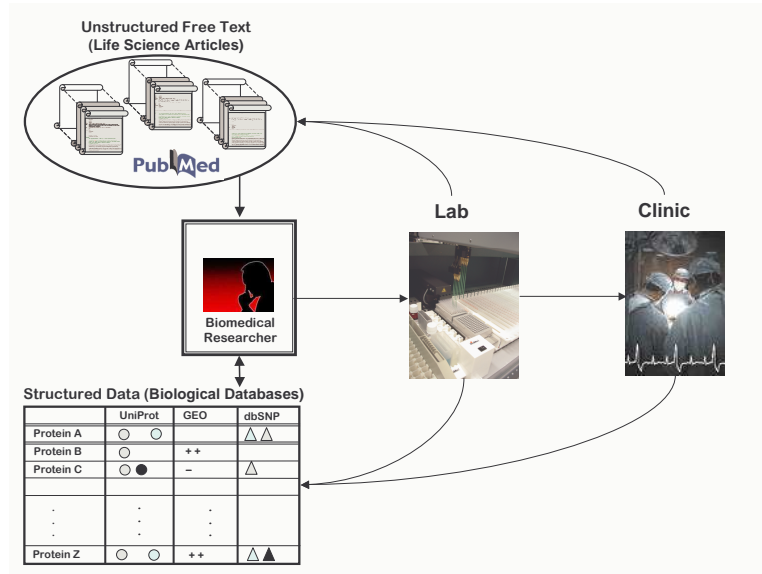 Unstructured Free Text
(Life Science Articles)
PubMed
Lab
Clinic
Biomedical
Researcher
Structured Data (Biological Databases)
UniProt GEO dbSNP
Protein A
Protein B ++
Protein C –
. . . .
. . . .
. . . .
Protein Z ++